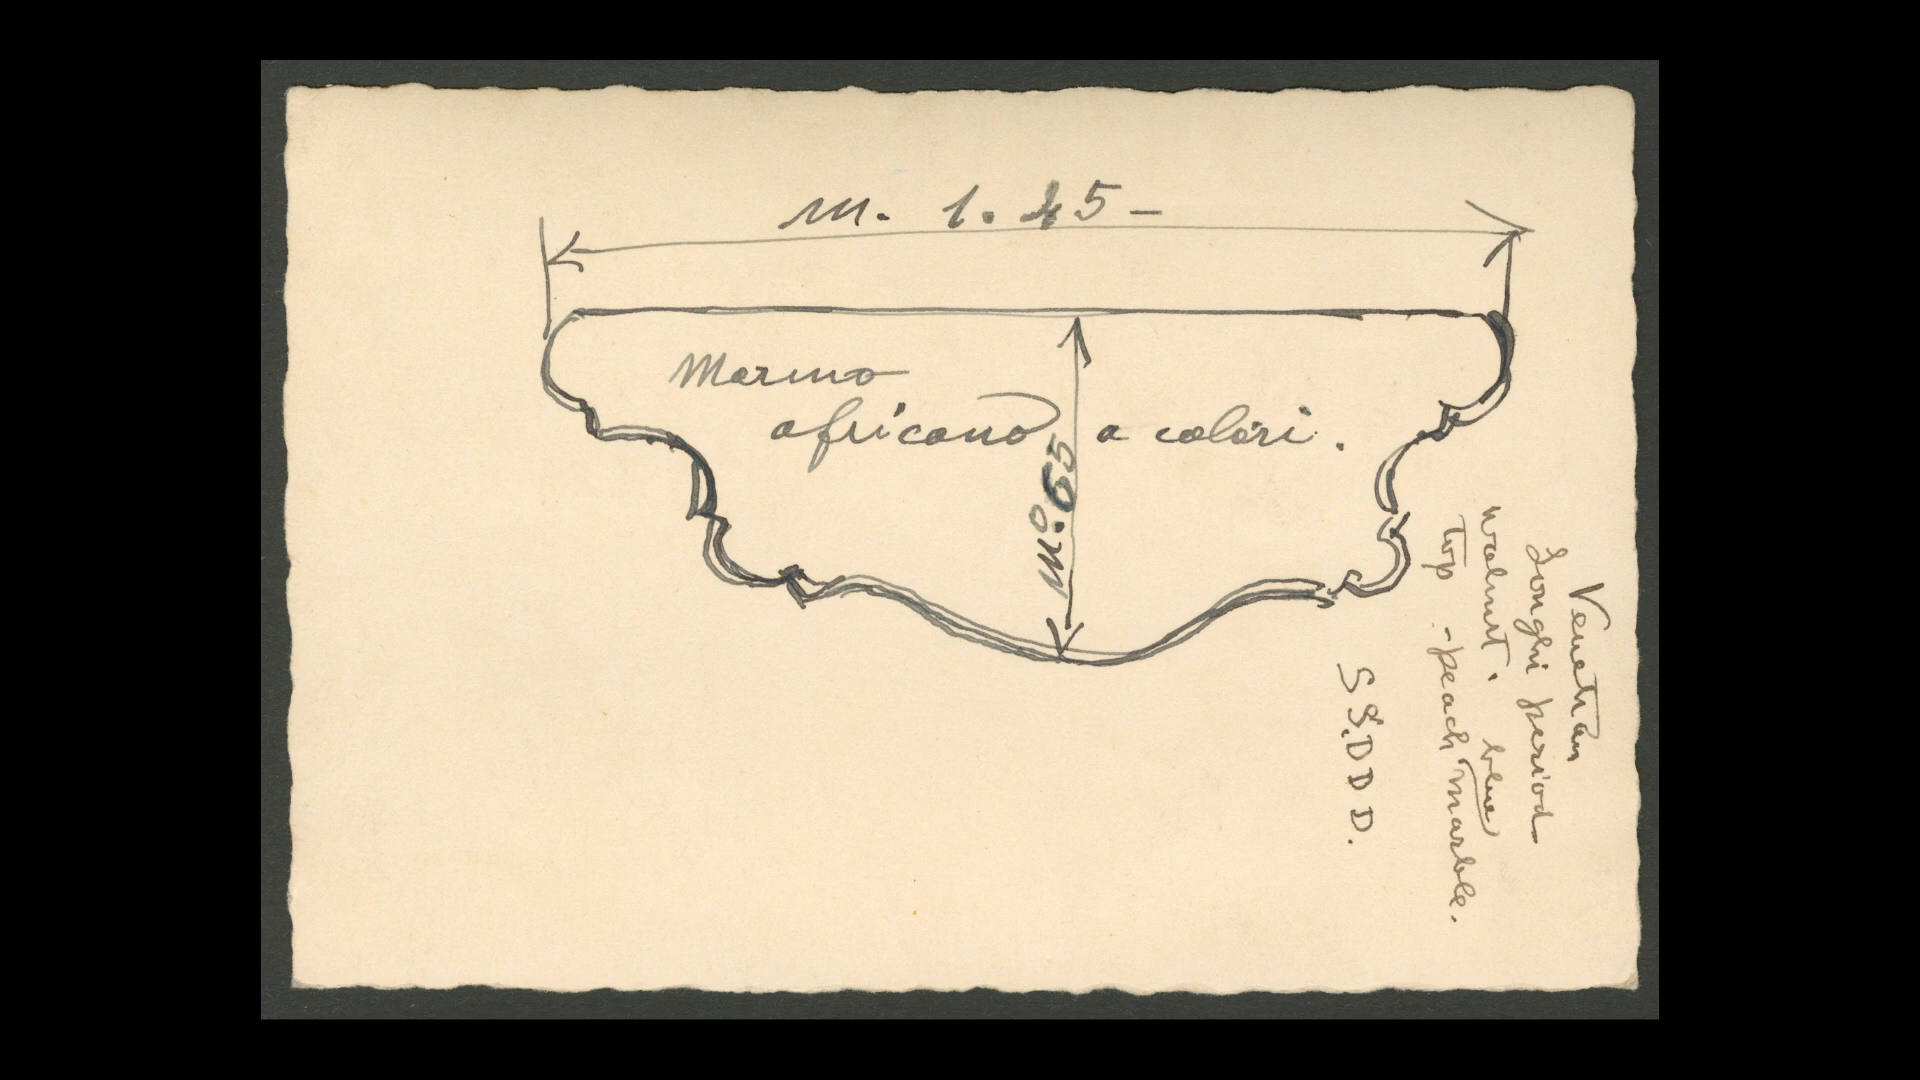 m. 1.45-
Marmo
africano a colori.
m. 0.65
Venetian
Longhi period
walnut. blue
top - peach marble.
S S.D D D.